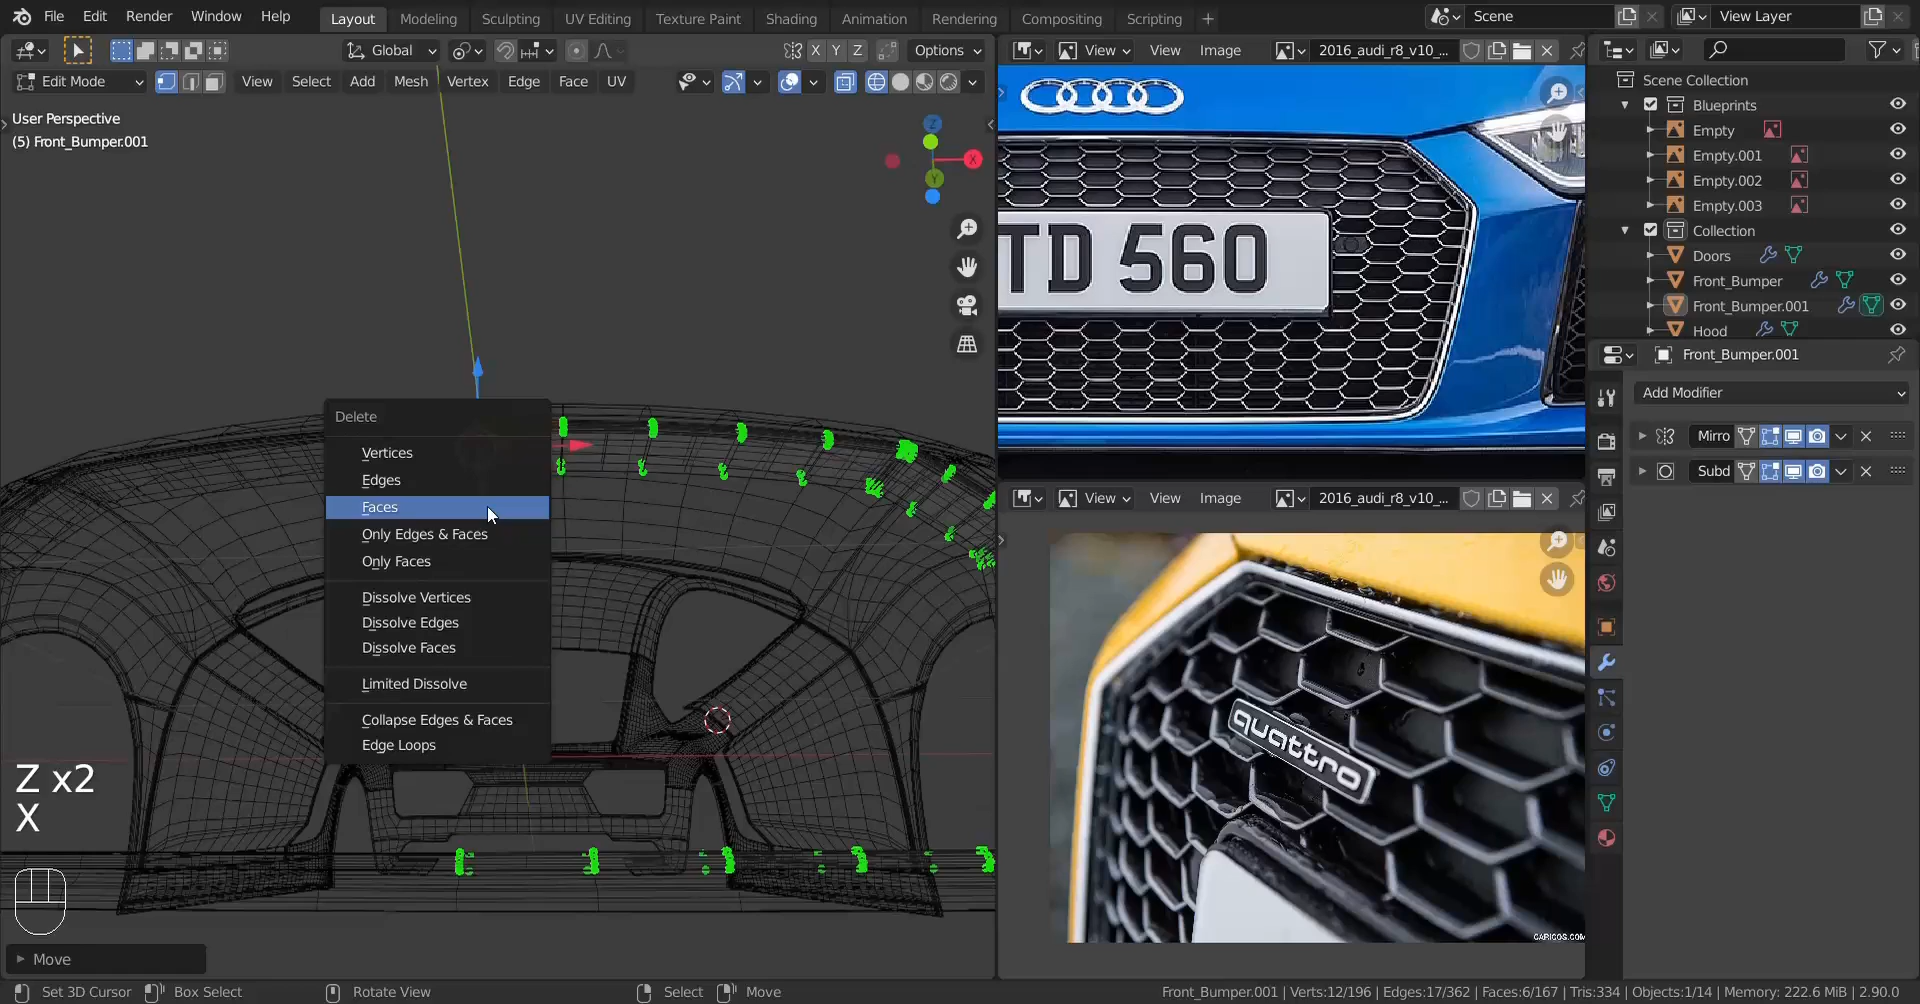 File Edit Render Window Help
Layout Modeling Sculpting UV Editing Texture Paint Shading Animation Rendering Compositing Scripting +
Scene
View Layer
Global
X Y Z
Options
View
View
Image
2016_audi_r8_v10_...
Edit Mode
View Select Add Mesh Vertex Edge Face UV
User Perspective
(5) Front_Bumper.001
Z
X
Y
Delete
Vertices
Edges
Faces
Only Edges & Faces
Only Faces
Dissolve Vertices
Dissolve Edges
Dissolve Faces
Limited Dissolve
Collapse Edges & Faces
Edge Loops
Z x2
X
Move
TD 560
View
View
Image
2016_audi_r8_v10_...
quattro
CARICOS.COM
Scene Collection
Blueprints
Empty
Empty.001
Empty.002
Empty.003
Collection
Doors
Front_Bumper
Front_Bumper.001
Hood
Front_Bumper.001
Add Modifier
Mirro
Subd
Set 3D Cursor
Box Select
Rotate View
Select
Move
Front_Bumper.001 | Verts:12/196 | Edges:17/362 | Faces:6/167 | Tris:334 | Objects:1/14 | Memory: 222.6 MiB | 2.90.0